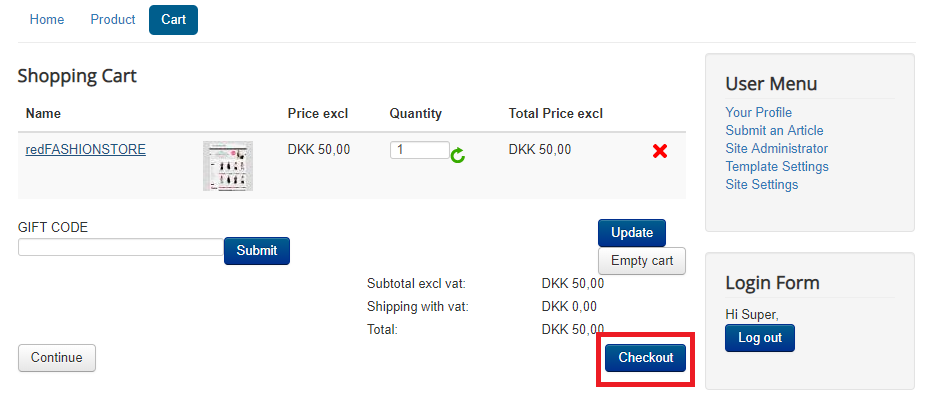 Home Product Cart
Shopping Cart
Name Price excl Quantity Total Price excl
redFASHIONSTORE DKK 50,00 1 DKK 50,00
GIFT CODE
Submit
Update
Empty cart
Subtotal excl vat: DKK 50,00
Shipping with vat: DKK 0,00
Total: DKK 50,00
Continue
Checkout
User Menu
Your Profile
Submit an Article
Site Administrator
Template Settings
Site Settings
Login Form
Hi Super,
Log out